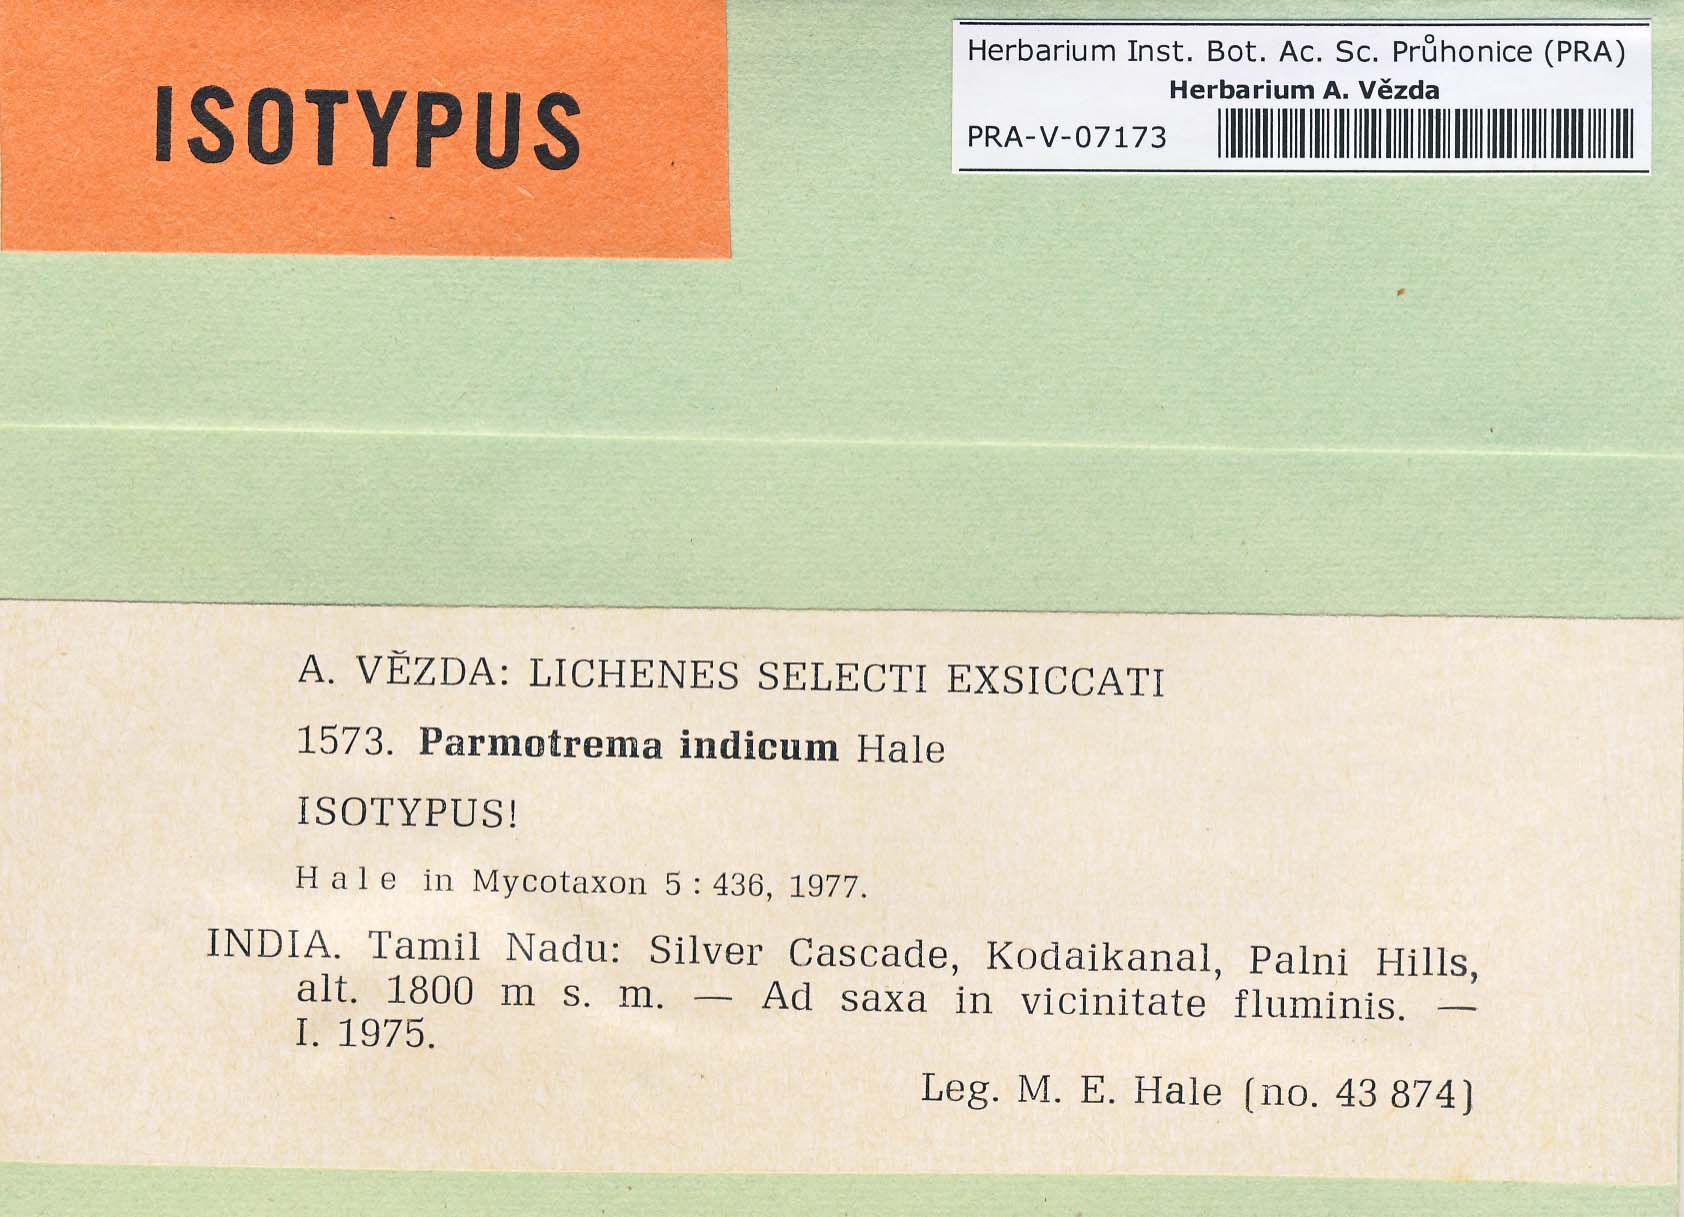 ISOTYPUS
Herbarium Inst. Bot. Ac. Sc. Průhonice (PRA)
Herbarium A. Vězda
PRA-V-07173
A. VĚZDA: LICHENES SELECTI EXSICCATI
1573. Parmotrema indicum Hale
ISOTYPUS!
Hale in Mycotaxon 5 : 436, 1977.
INDIA. Tamil Nadu: Silver Cascade, Kodaikanal, Palni Hills,
alt. 1800 m s. m. — Ad saxa in vicinitate fluminis. —
I. 1975.
Leg. M. E. Hale (no. 43 874)